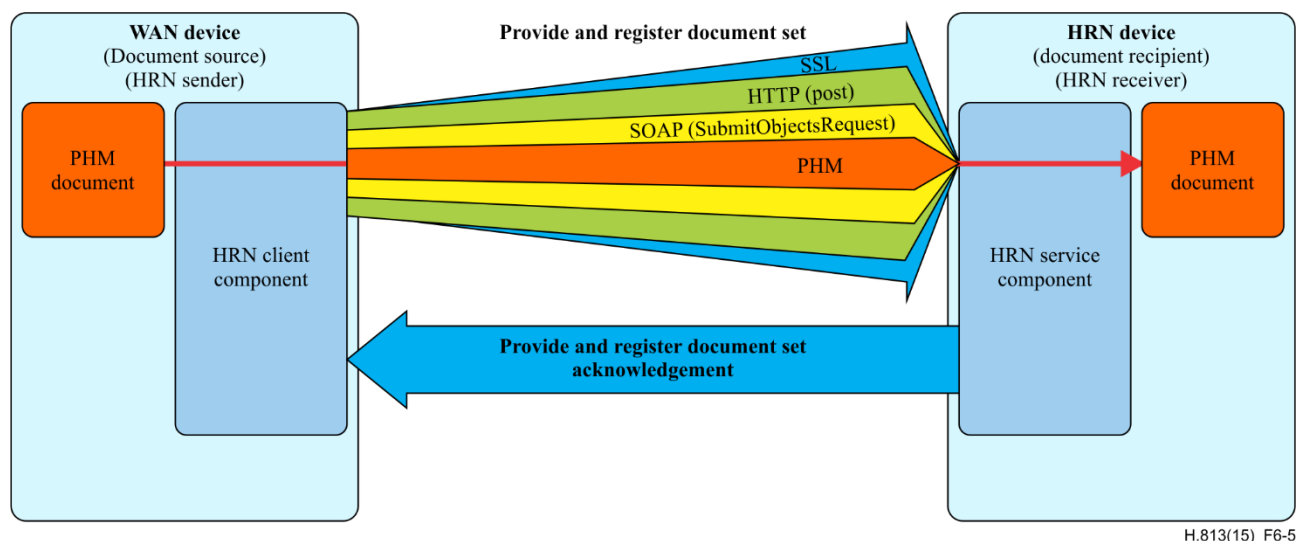 WAN device
(Document source)
(HRN sender)
Provide and register document set
HRN device
(document recipient)
(HRN receiver)
SSL
HTTP (post)
SOAP (SubmitObjectsRequest)
PHM
PHM
document
HRN client
component
HRN service
component
PHM
document
Provide and register document set
acknowledgement
H.813(15)_F6-5